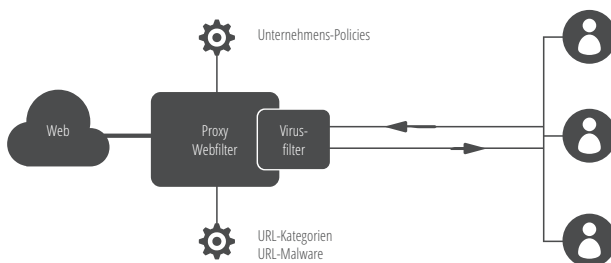 Unternehmens-Policies
Web
Proxy
Webfilter
Virus-
filter
URL-Kategorien
URL-Malware